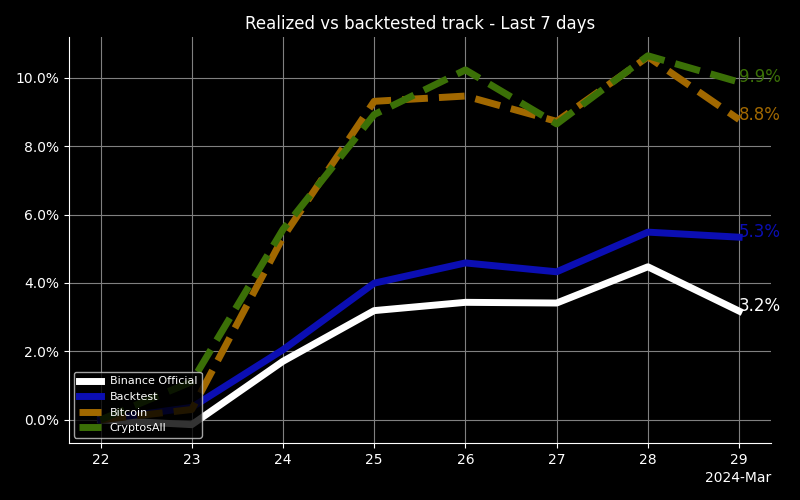 Realized vs backtested track - Last 7 days
10.0%
8.0%
6.0%
4.0%
2.0%
0.0%
9.9%
8.8%
5.3%
3.2%
Binance Official
Backtest
Bitcoin
CryptosAll
22 23 24 25 26 27 28 29
2024-Mar